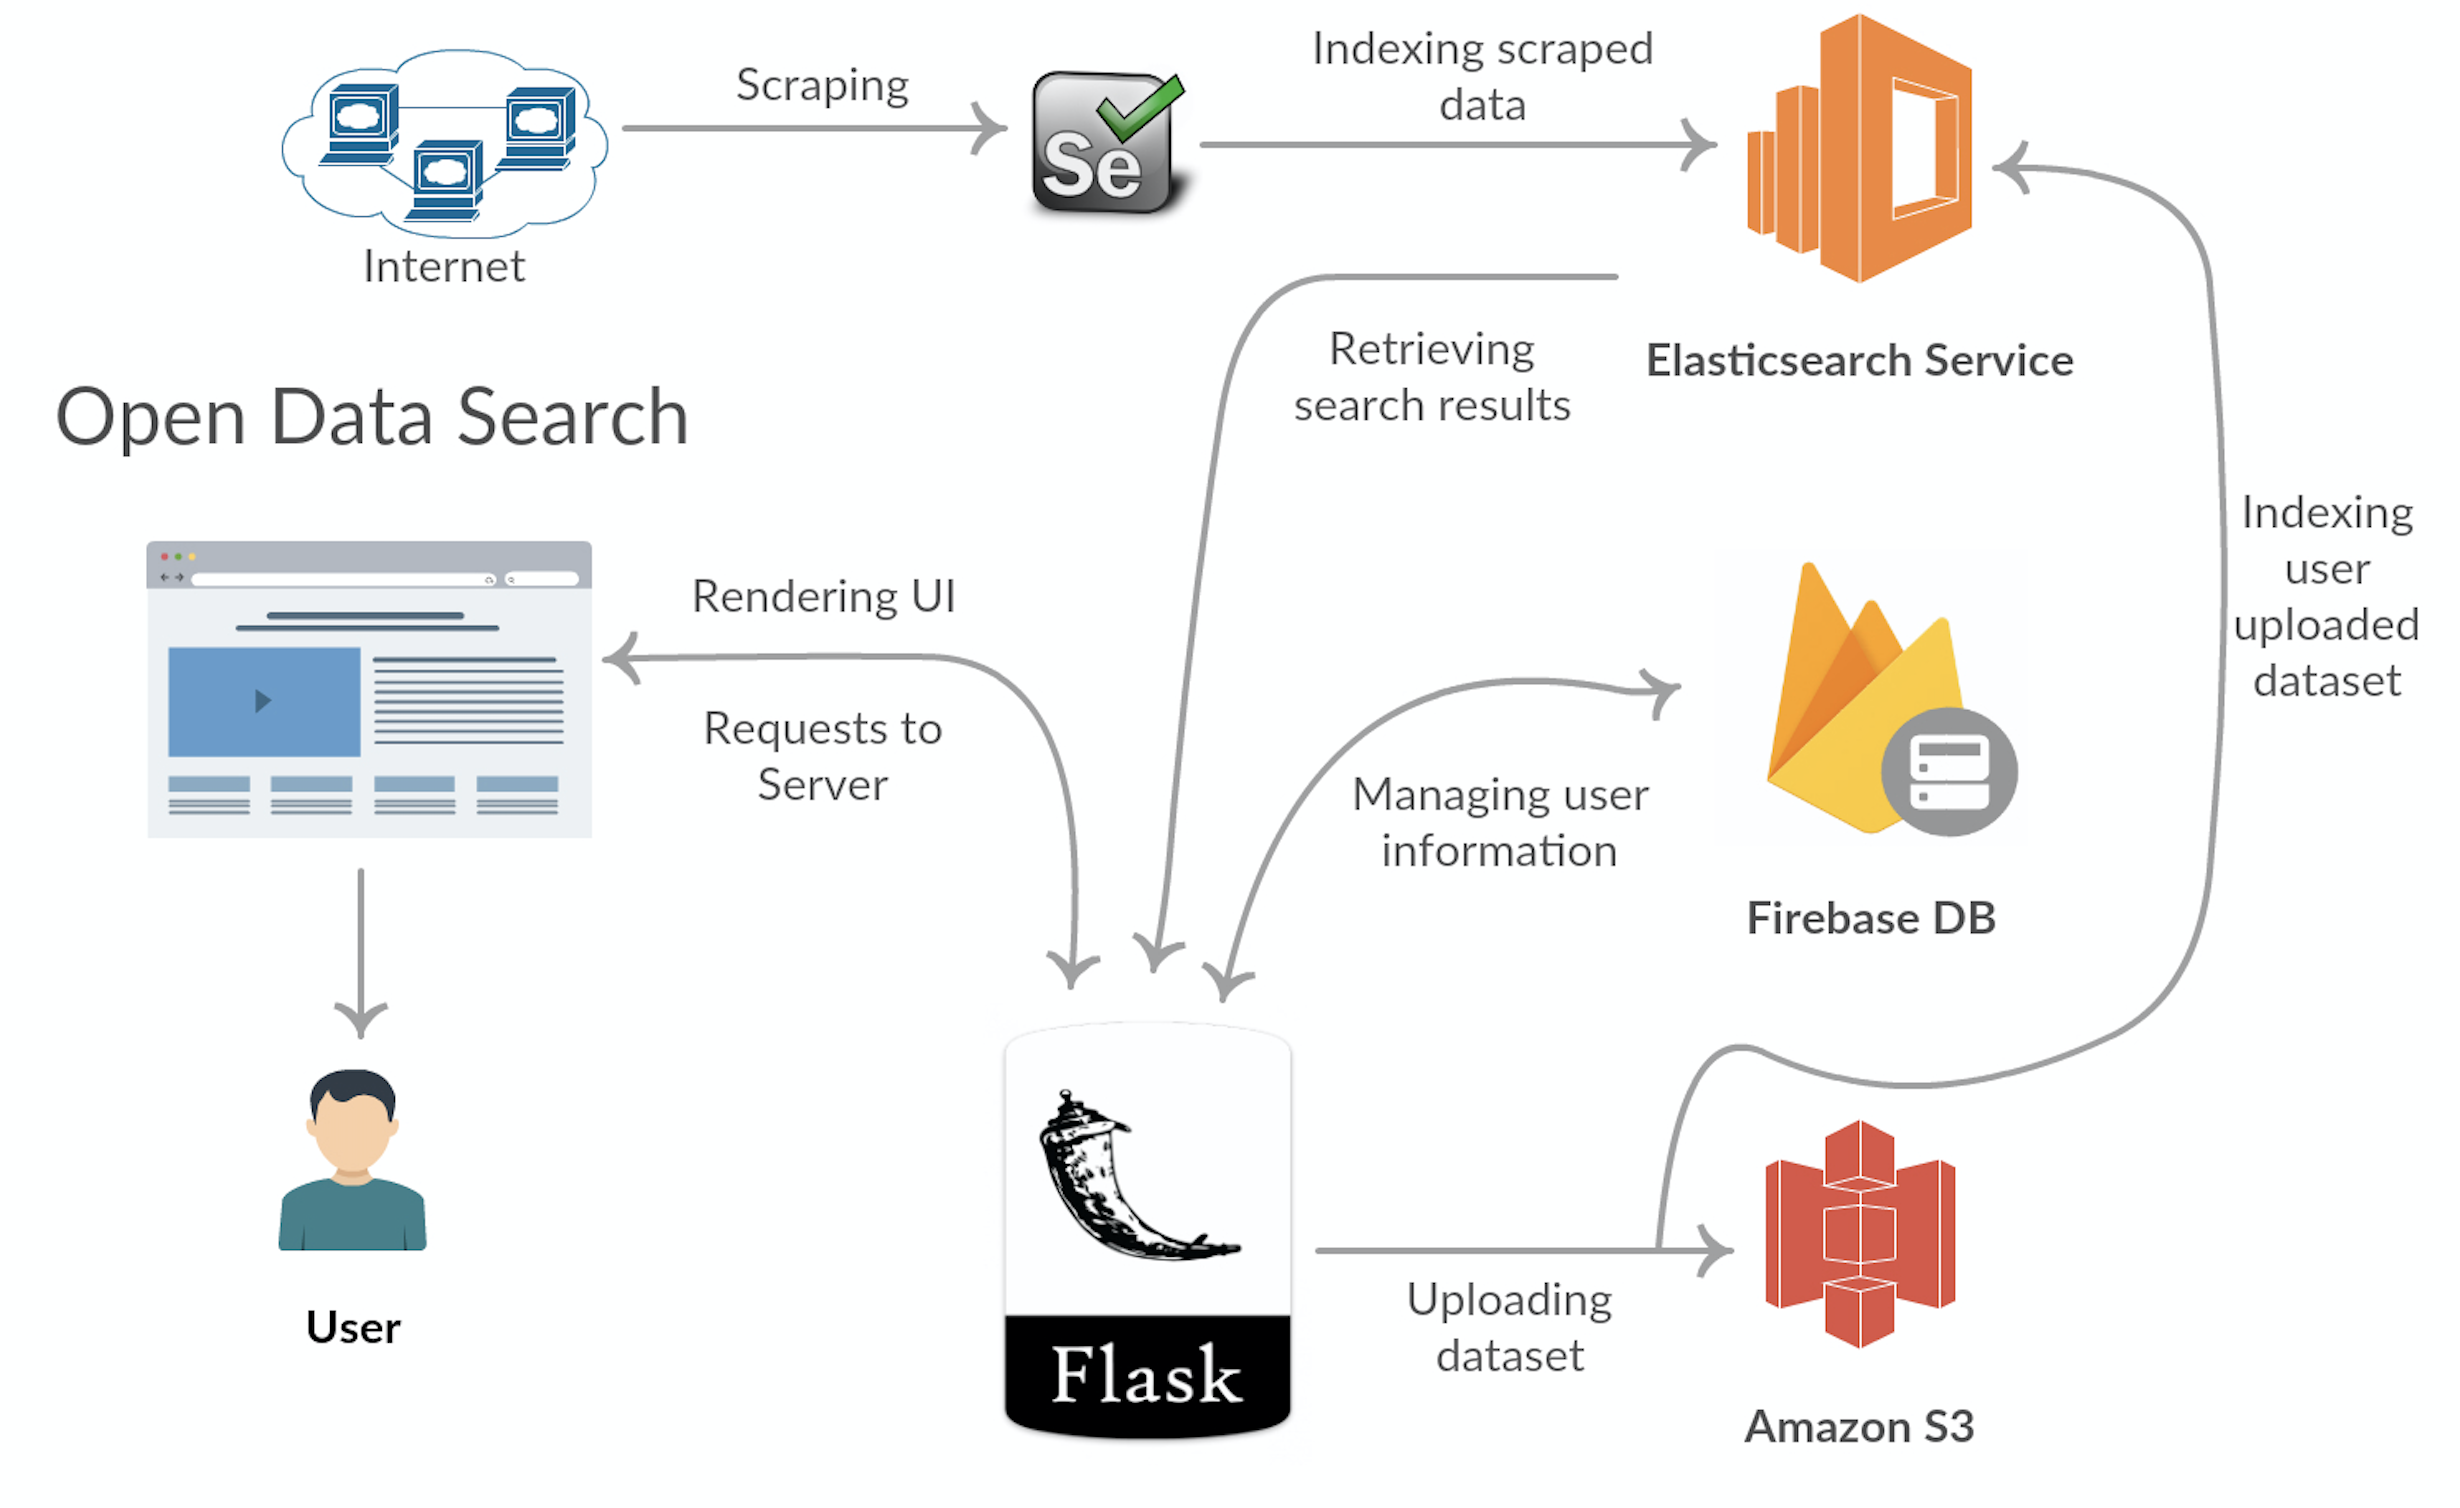 Scraping
Indexing scraped
data
Se
Internet
Retrieving
search results
Elasticsearch Service
Open Data Search
Indexing
user
uploaded
dataset
Rendering UI
Requests to
Server
Managing user
information
Firebase DB
User
Flask
Uploading
dataset
Amazon S3